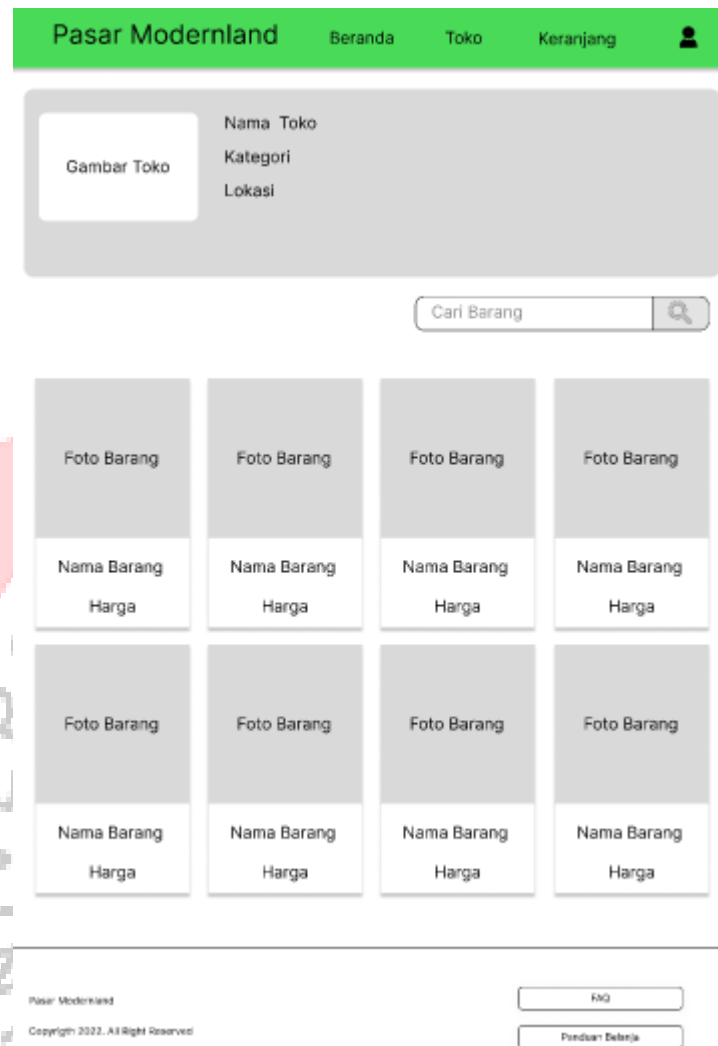 Pasar Modernland Beranda Toko Keranjang
Gambar Toko
Nama Toko
Kategori
Lokasi
Cari Barang
Foto Barang Foto Barang Foto Barang Foto Barang
Nama Barang Nama Barang Nama Barang Nama Barang
Harga Harga Harga Harga
Foto Barang Foto Barang Foto Barang Foto Barang
Nama Barang Nama Barang Nama Barang Nama Barang
Harga Harga Harga Harga
Pasar Modernland
Copyrigth 2022. All Right Reserved
FAQ
Panduan Belanja